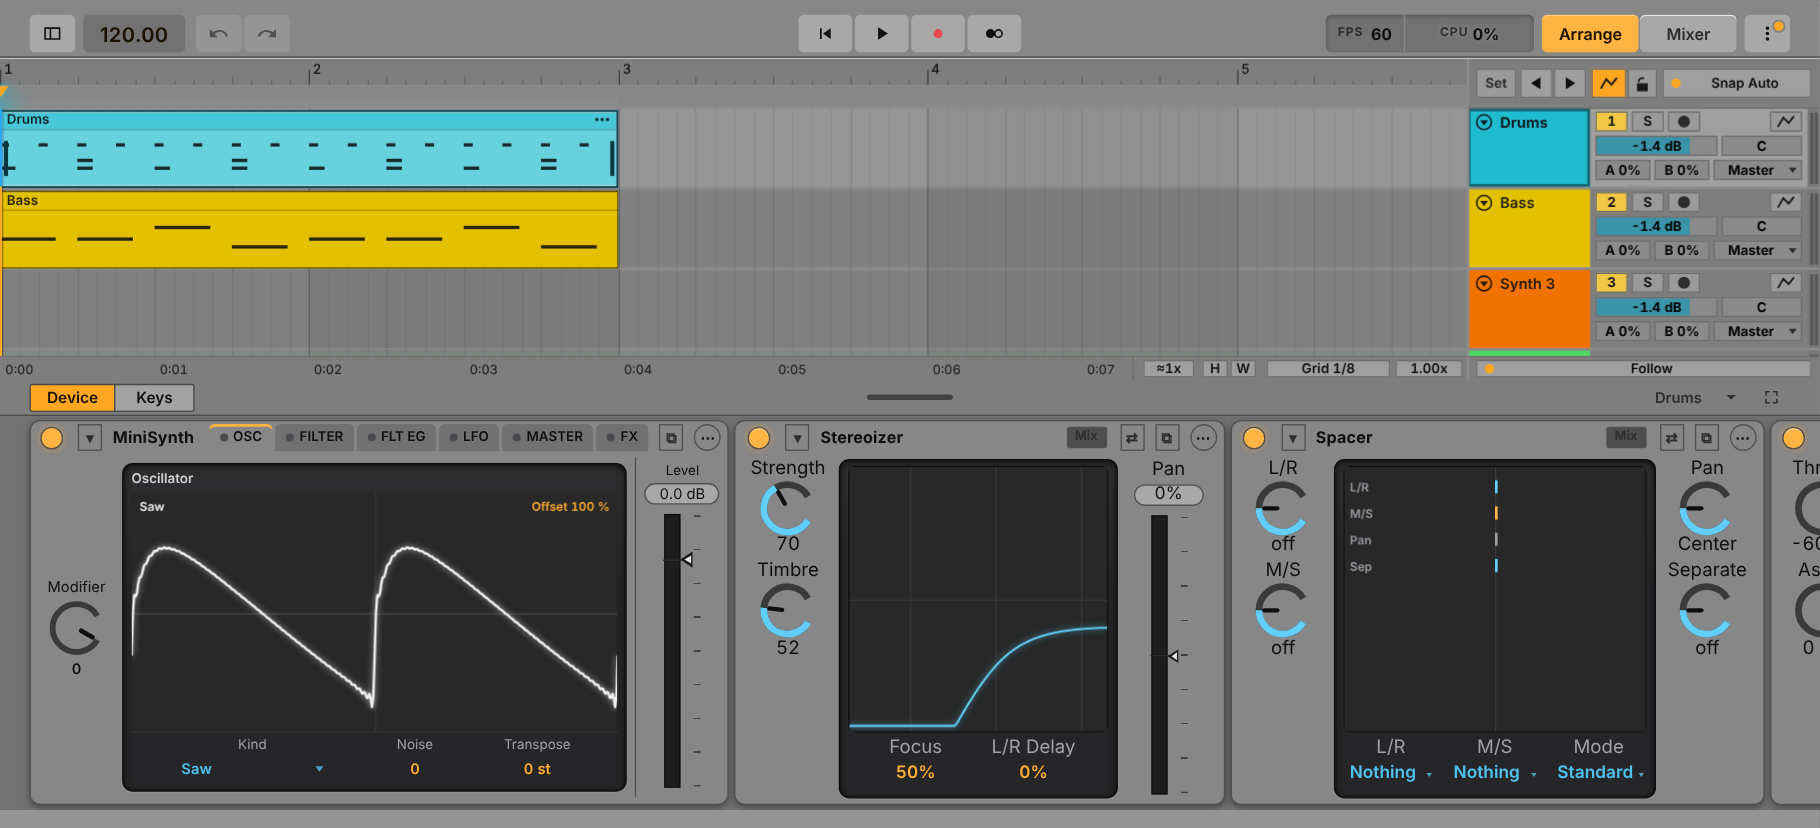 120.00
FPS 60
CPU 0%
Arrange
Mixer
1 2 3 4 5
Set
Snap Auto
Drums
Drums
1 S
-1.4 dB C
A 0% B 0% Master
Bass
Bass
2 S
-1.4 dB C
A 0% B 0% Master
Synth 3
3 S
-1.4 dB C
A 0% B 0% Master
0:00 0:01 0:02 0:03 0:04 0:05 0:06 0:07
≈1x H W Grid 1/8 1.00x
Follow
Device Keys
Drums
MiniSynth OSC FILTER FLT EG LFO MASTER FX
Modifier
0
Oscillator
Saw
Offset 100 %
Kind Noise Transpose
Saw 0 0 st
Level
0.0 dB
Stereoizer
Mix
Strength
70
Timbre
52
Focus L/R Delay
50% 0%
Pan
0%
Spacer
Mix
L/R
off
M/S
off
L/R
M/S
Pan
Sep
L/R M/S Mode
Nothing Nothing Standard
Pan
Center
Separate
off
Thr
-60
As
0